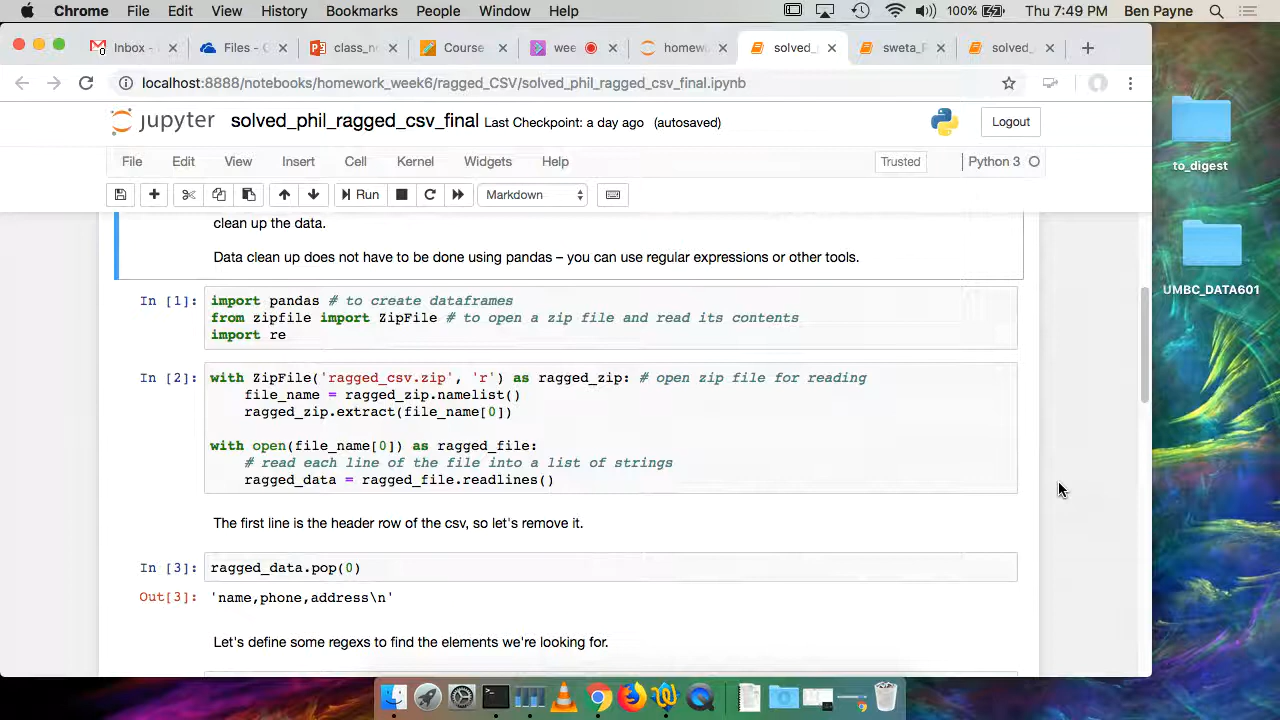 Chrome File Edit View History Bookmarks People Window Help 100% Thu 7:49 PM Ben Payne
Inbox - Files - class_n Course wee homew solved_ sweta_F solved_
localhost:8888/notebooks/homework_week6/ragged_CSV/solved_phil_ragged_csv_final.ipynb
jupyter solved_phil_ragged_csv_final Last Checkpoint: a day ago (autosaved) Logout
File Edit View Insert Cell Kernel Widgets Help Trusted Python 3
Run Markdown
clean up the data.
Data clean up does not have to be done using pandas – you can use regular expressions or other tools.
In [1]: import pandas # to create dataframes
from zipfile import ZipFile # to open a zip file and read its contents
import re
In [2]: with ZipFile('ragged_csv.zip', 'r') as ragged_zip: # open zip file for reading
file_name = ragged_zip.namelist()
ragged_zip.extract(file_name[0])
with open(file_name[0]) as ragged_file:
# read each line of the file into a list of strings
ragged_data = ragged_file.readlines()
The first line is the header row of the csv, so let's remove it.
In [3]: ragged_data.pop(0)
Out[3]: 'name,phone,address\n'
Let's define some regexs to find the elements we're looking for.
to_digest
UMBC_DATA601